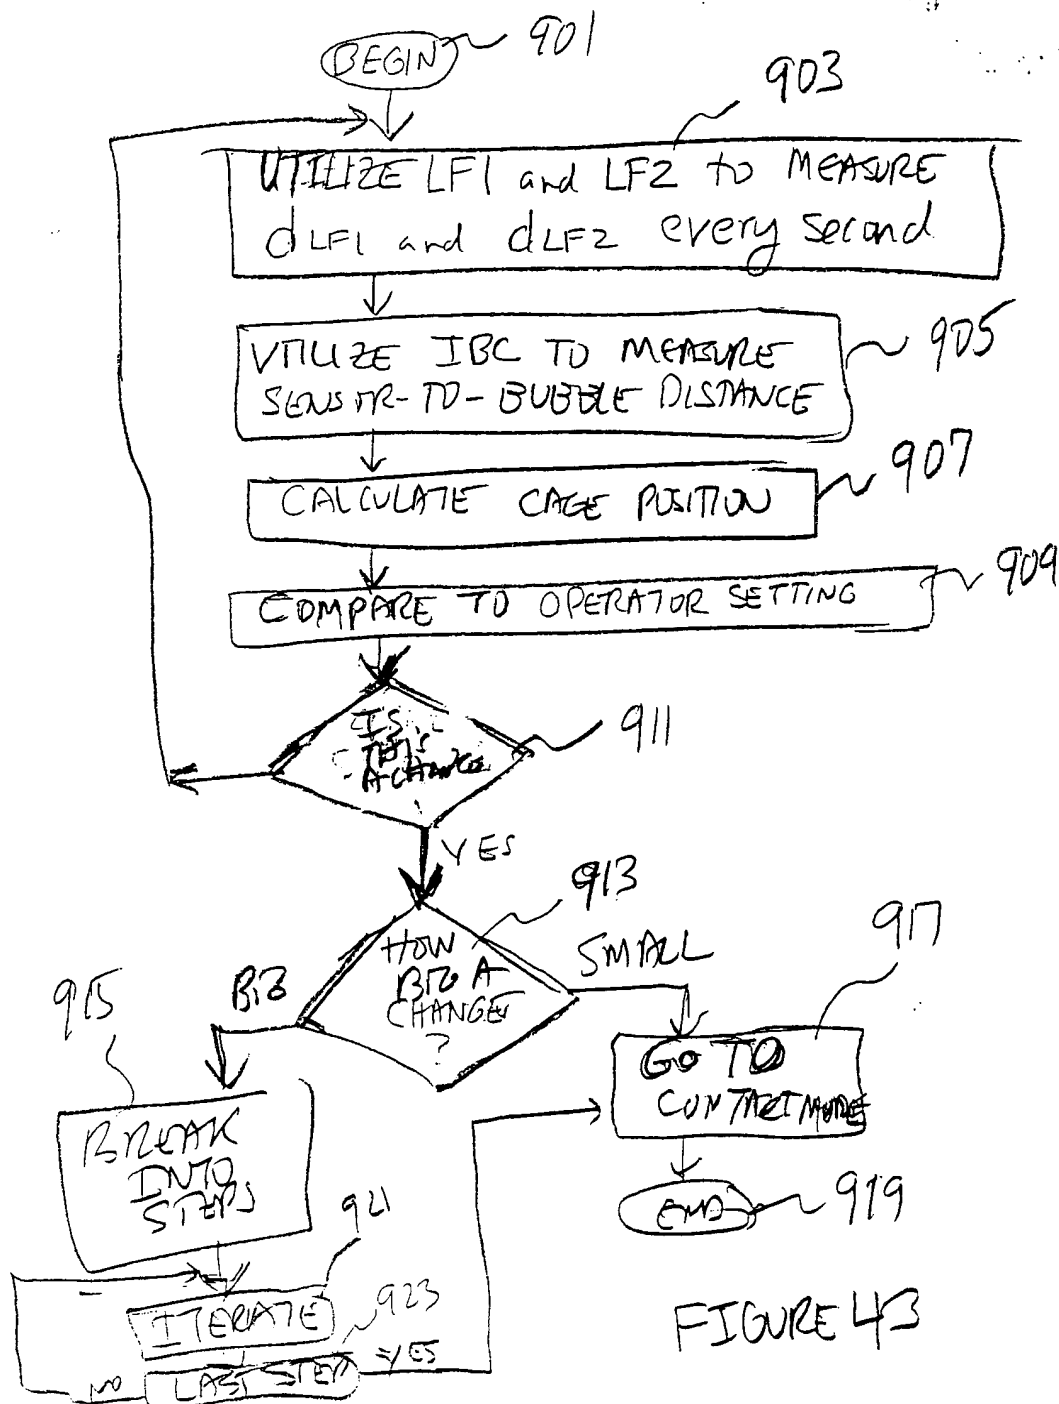 BEGIN 901
903
UTILIZE LF1 and LF2 to MEASURE
dLF1 and dLF2 every second
UTILIZE IBC TO MEASURE
SENSOR-TO-BUBBLE DISTANCE
905
CALCULATE CAGE POSITION
907
COMPARE TO OPERATOR SETTING
909
IS
THIS
A CHANGE
911
YES
913
HOW
BIG A
CHANGE
?
BIG
SMALL
915
917
BREAK
INTO
STEPS
GO TO
CONTACT MODE
END 919
921
ITERATE
923
NO
LAST STEP
YES
FIGURE 43